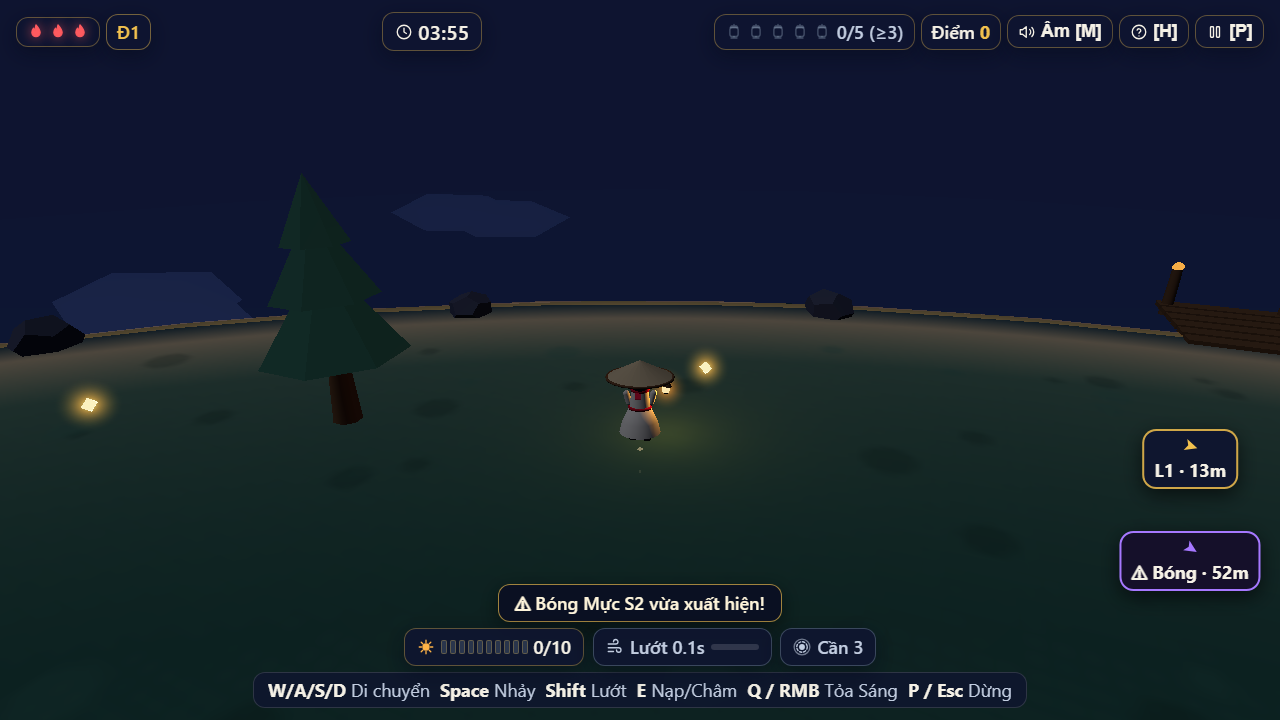 Đ1
03:55
0/5 (≥3)
Điểm 0
Âm [M]
[H]
[P]
L1 · 13m
Bóng · 52m
Bóng Mực S2 vừa xuất hiện!
0/10
Lướt 0.1s
Cần 3
W/A/S/D Di chuyển Space Nhảy Shift Lướt E Nạp/Châm Q / RMB Tỏa Sáng P / Esc Dừng